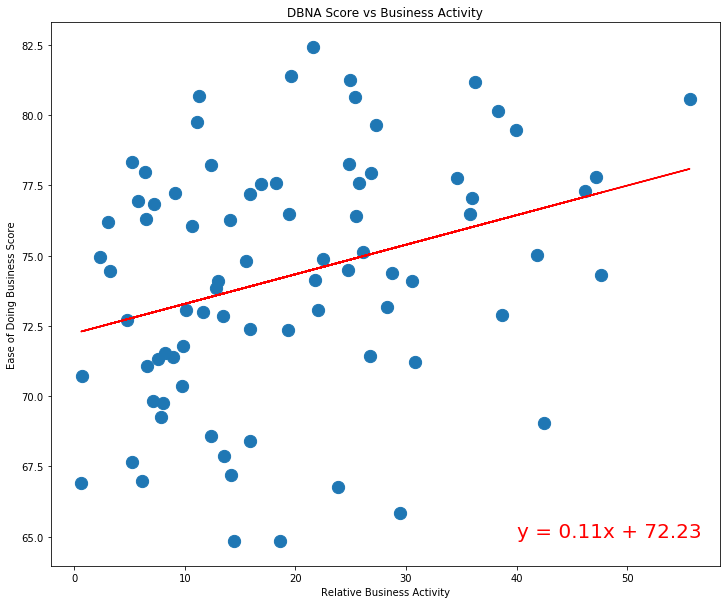 DBNA Score vs Business Activity
Ease of Doing Business Score
82.5
80.0
77.5
75.0
72.5
70.0
67.5
65.0
y = 0.11x + 72.23
0 10 20 30 40 50
Relative Business Activity